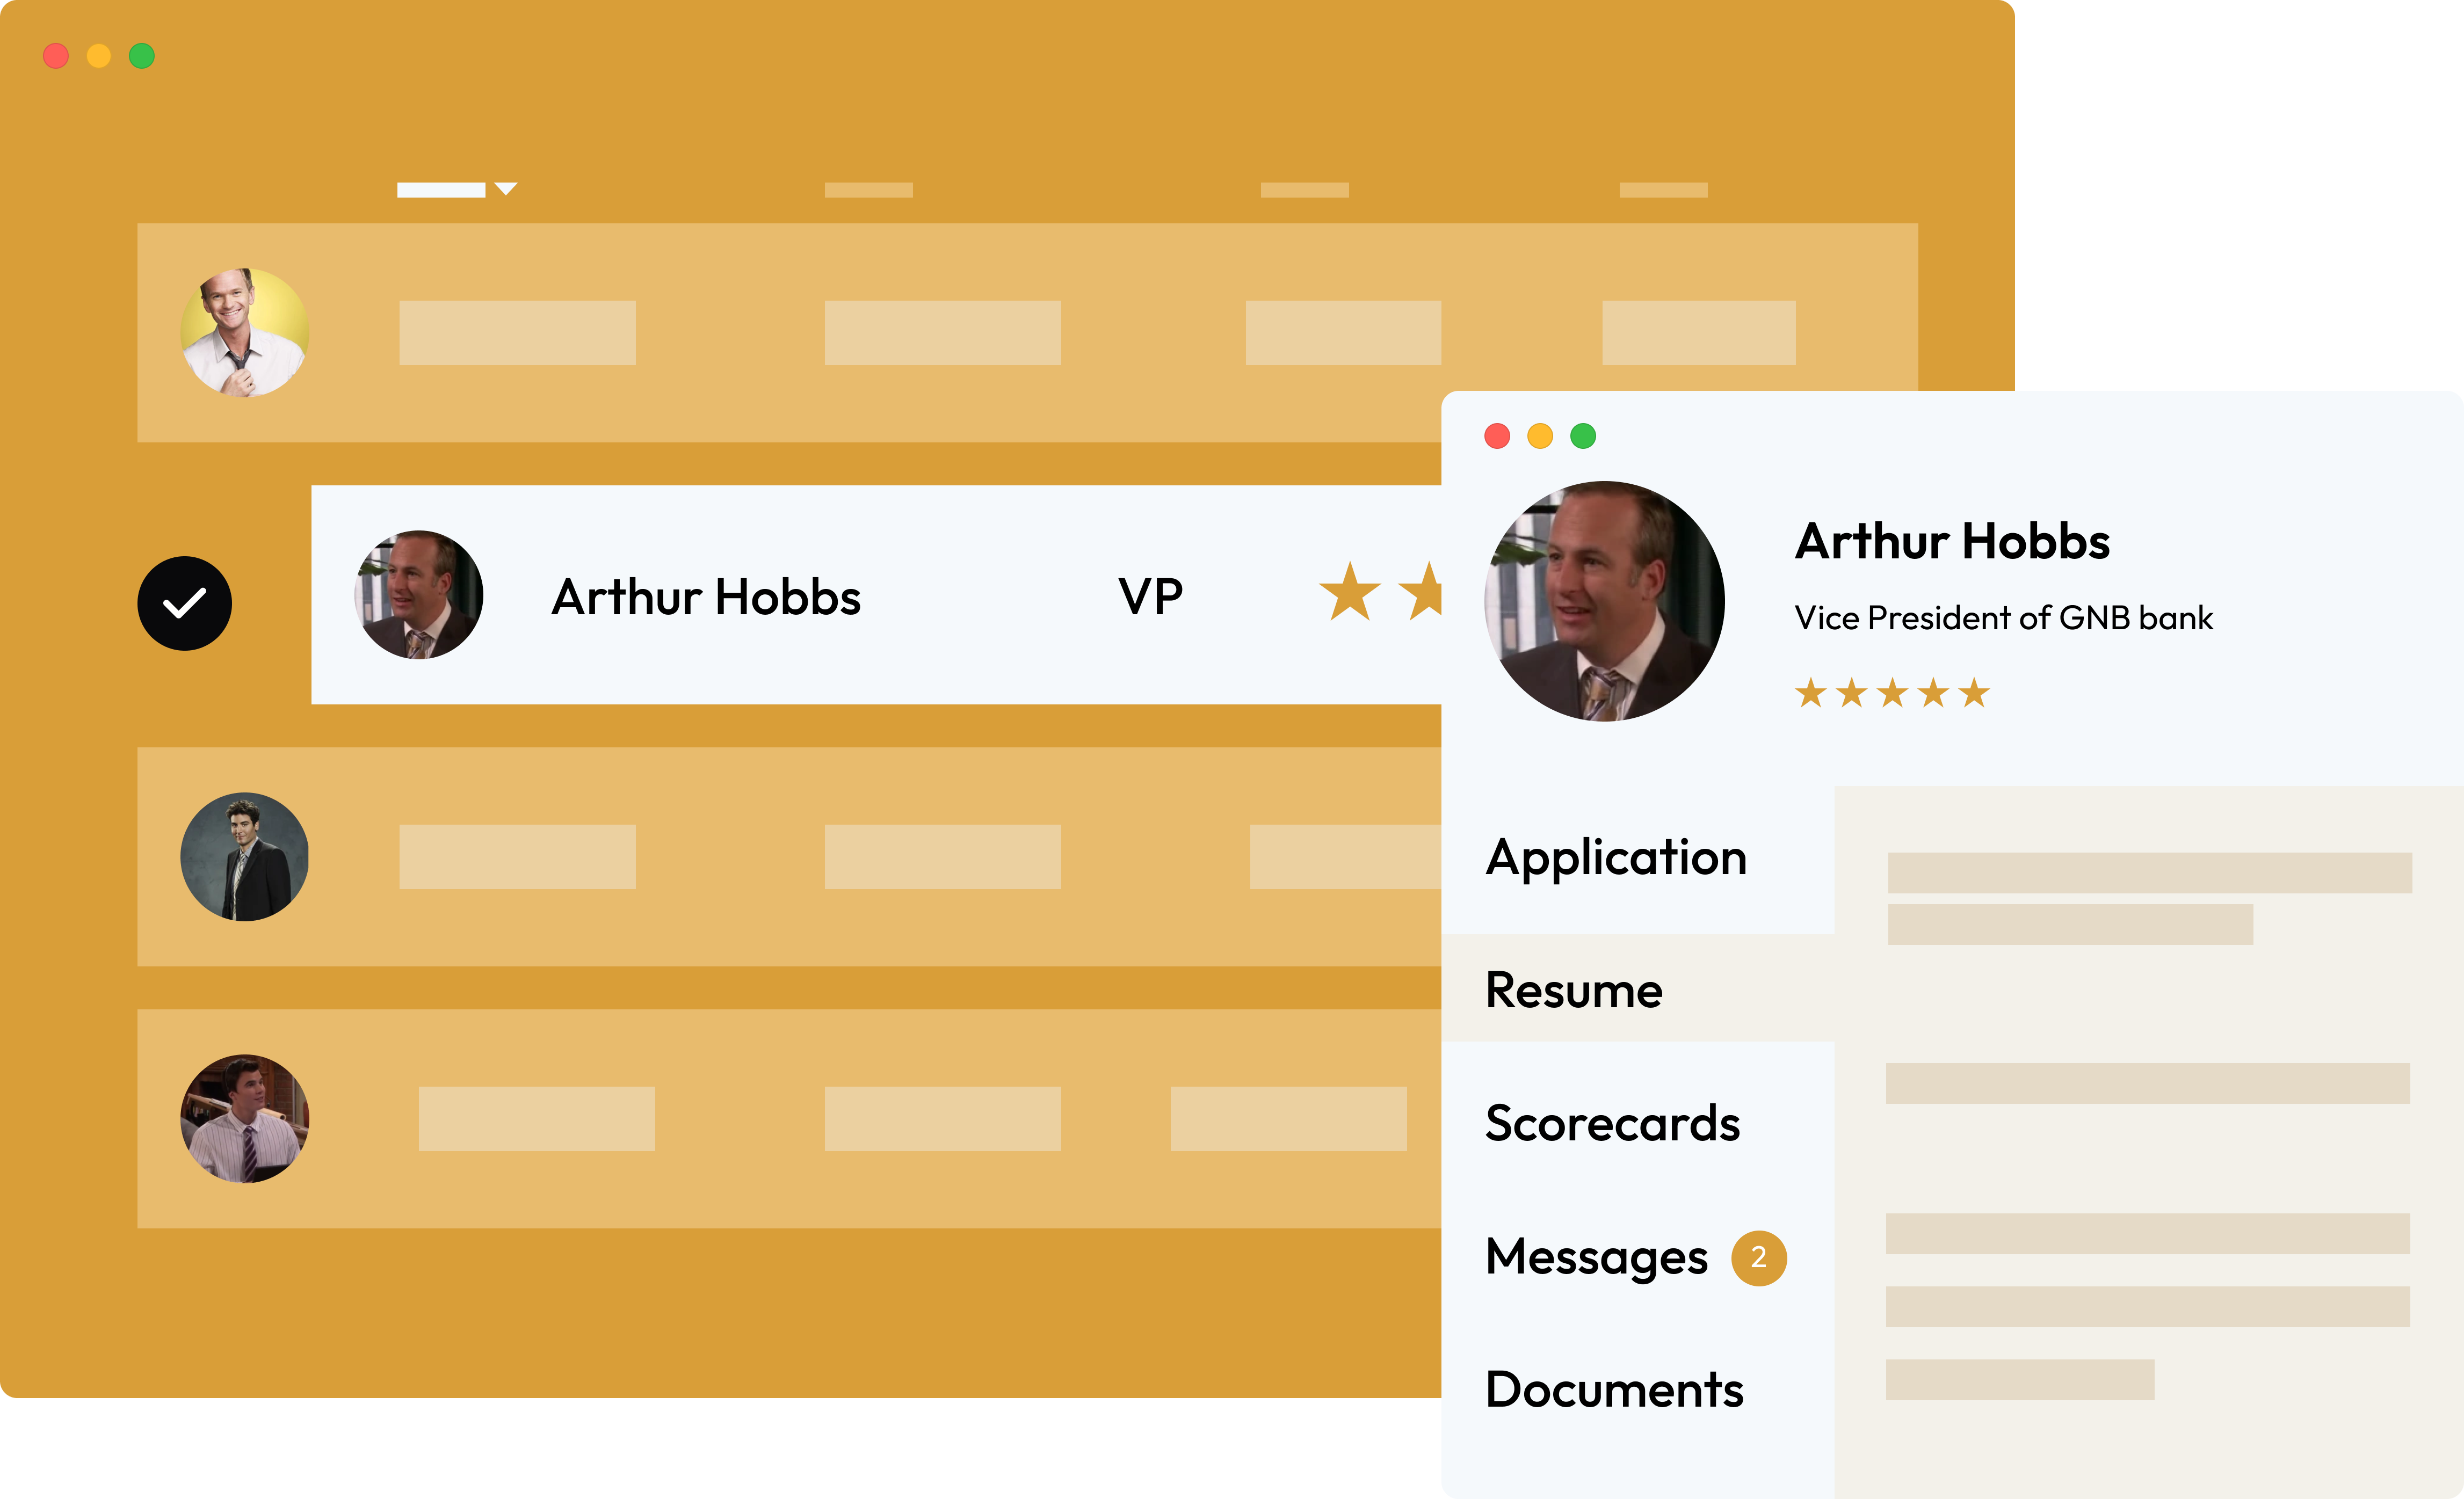 Arthur Hobbs
VP
Arthur Hobbs
Vice President of GNB bank
Application
Resume
Scorecards
Messages 2
Documents